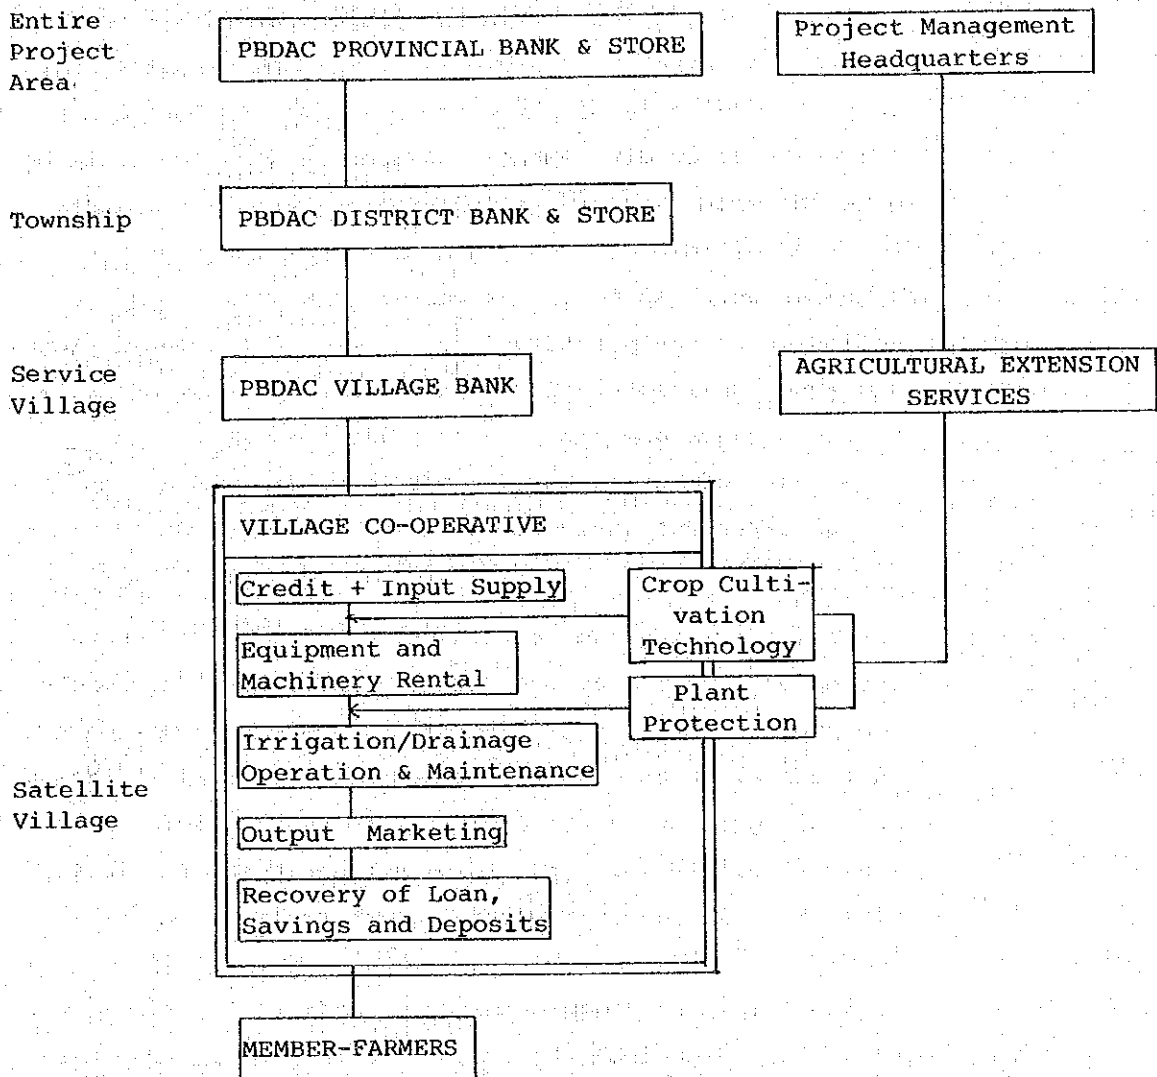 Entire
Project
Area
PBDAC PROVINCIAL BANK & STORE
Project Management
Headquarters
Township
PBDAC DISTRICT BANK & STORE
Service
Village
PBDAC VILLAGE BANK
AGRICULTURAL EXTENSION
SERVICES
VILLAGE CO-OPERATIVE
Credit + Input Supply
Crop Culti-
vation
Technology
Equipment and
Machinery Rental
Plant
Protection
Irrigation/Drainage
Operation & Maintenance
Satellite
Village
Output Marketing
Recovery of Loan,
Savings and Deposits
MEMBER-FARMERS